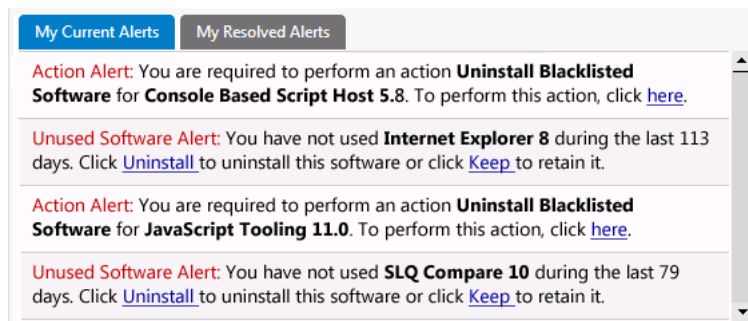 My Current Alerts
My Resolved Alerts
Action Alert: You are required to perform an action Uninstall Blacklisted
Software for Console Based Script Host 5.8. To perform this action, click here.
Unused Software Alert: You have not used Internet Explorer 8 during the last 113
days. Click Uninstall to uninstall this software or click Keep to retain it.
Action Alert: You are required to perform an action Uninstall Blacklisted
Software for JavaScript Tooling 11.0. To perform this action, click here.
Unused Software Alert: You have not used SLQ Compare 10 during the last 79
days. Click Uninstall to uninstall this software or click Keep to retain it.